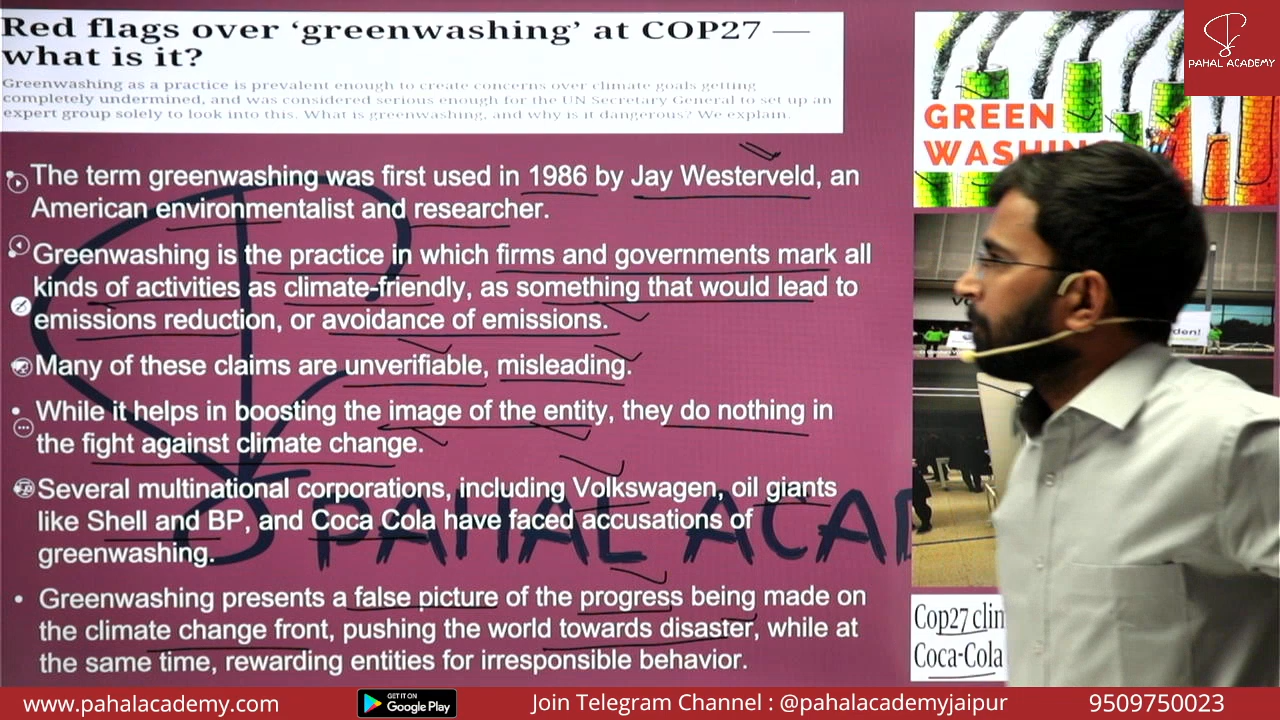 Red flags over ‘greenwashing’ at COP27 —
what is it?
Greenwashing as a practice is prevalent enough to create concerns over climate goals getting
completely undermined, and was considered serious enough for the UN Secretary General to set up an
expert group solely to look into this. What is greenwashing, and why is it dangerous? We explain.
The term greenwashing was first used in 1986 by Jay Westerveld, an
American environmentalist and researcher.
Greenwashing is the practice in which firms and governments mark all
kinds of activities as climate-friendly, as something that would lead to
emissions reduction, or avoidance of emissions.
Many of these claims are unverifiable, misleading.
• While it helps in boosting the image of the entity, they do nothing in
the fight against climate change.
Several multinational corporations, including Volkswagen, oil giants
like Shell and BP, and Coca Cola have faced accusations of
greenwashing.
• Greenwashing presents a false picture of the progress being made on
the climate change front, pushing the world towards disaster, while at
the same time, rewarding entities for irresponsible behavior.
PAHAL ACAD
GREEN
WASHING
PAHAL ACADEMY
Cop27 clim
Coca-Cola
www.pahalacademy.com
GET IT ON
Google Play
Join Telegram Channel : @pahalacademyjaipur
9509750023